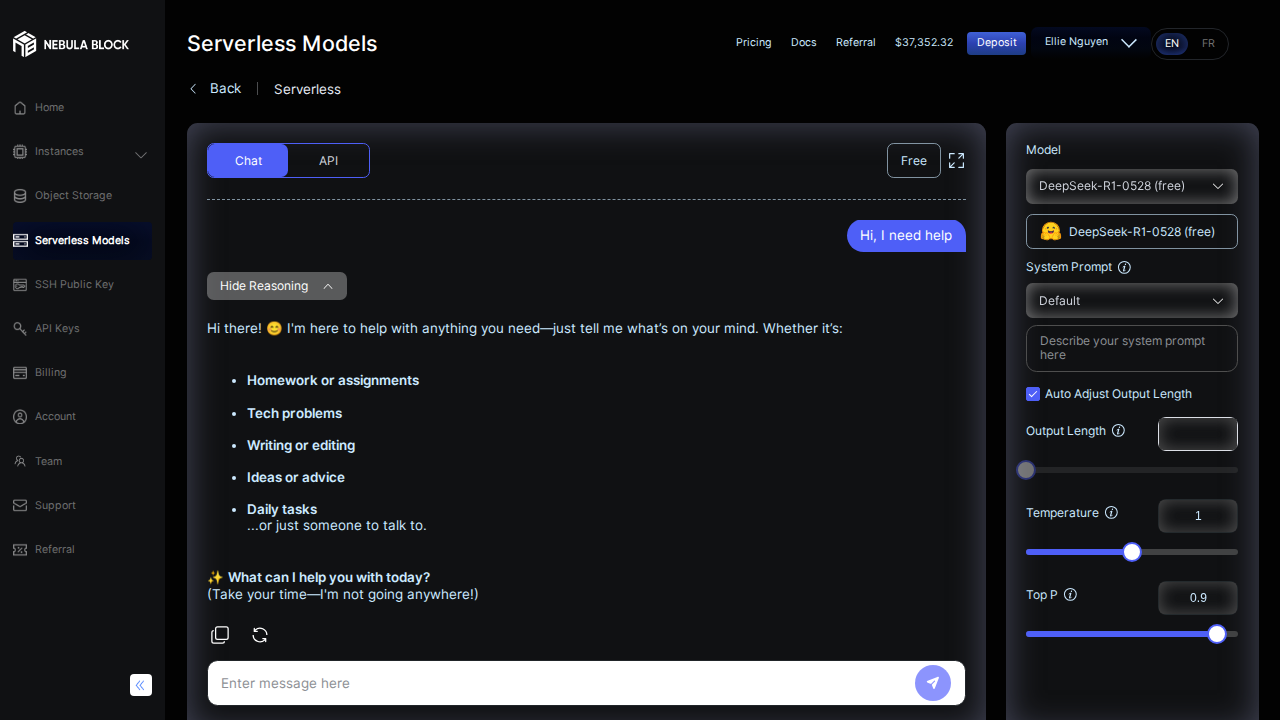 NEBULA BLOCK
Home
Instances
Object Storage
Serverless Models
SSH Public Key
API Keys
Billing
Account
Team
Support
Referral
Serverless Models
Pricing
Docs
Referral
$37,352.32
Deposit
Ellie Nguyen
EN
FR
Back
Serverless
Chat
API
Free
Hi, I need help
Hide Reasoning
Hi there! 😊 I'm here to help with anything you need—just tell me what’s on your mind. Whether it’s:
• Homework or assignments
• Tech problems
• Writing or editing
• Ideas or advice
• Daily tasks
...or just someone to talk to.
✨ What can I help you with today?
(Take your time—I'm not going anywhere!)
Enter message here
Model
DeepSeek-R1-0528 (free)
DeepSeek-R1-0528 (free)
System Prompt
Default
Describe your system prompt
here
Auto Adjust Output Length
Output Length
Temperature
1
Top P
0.9